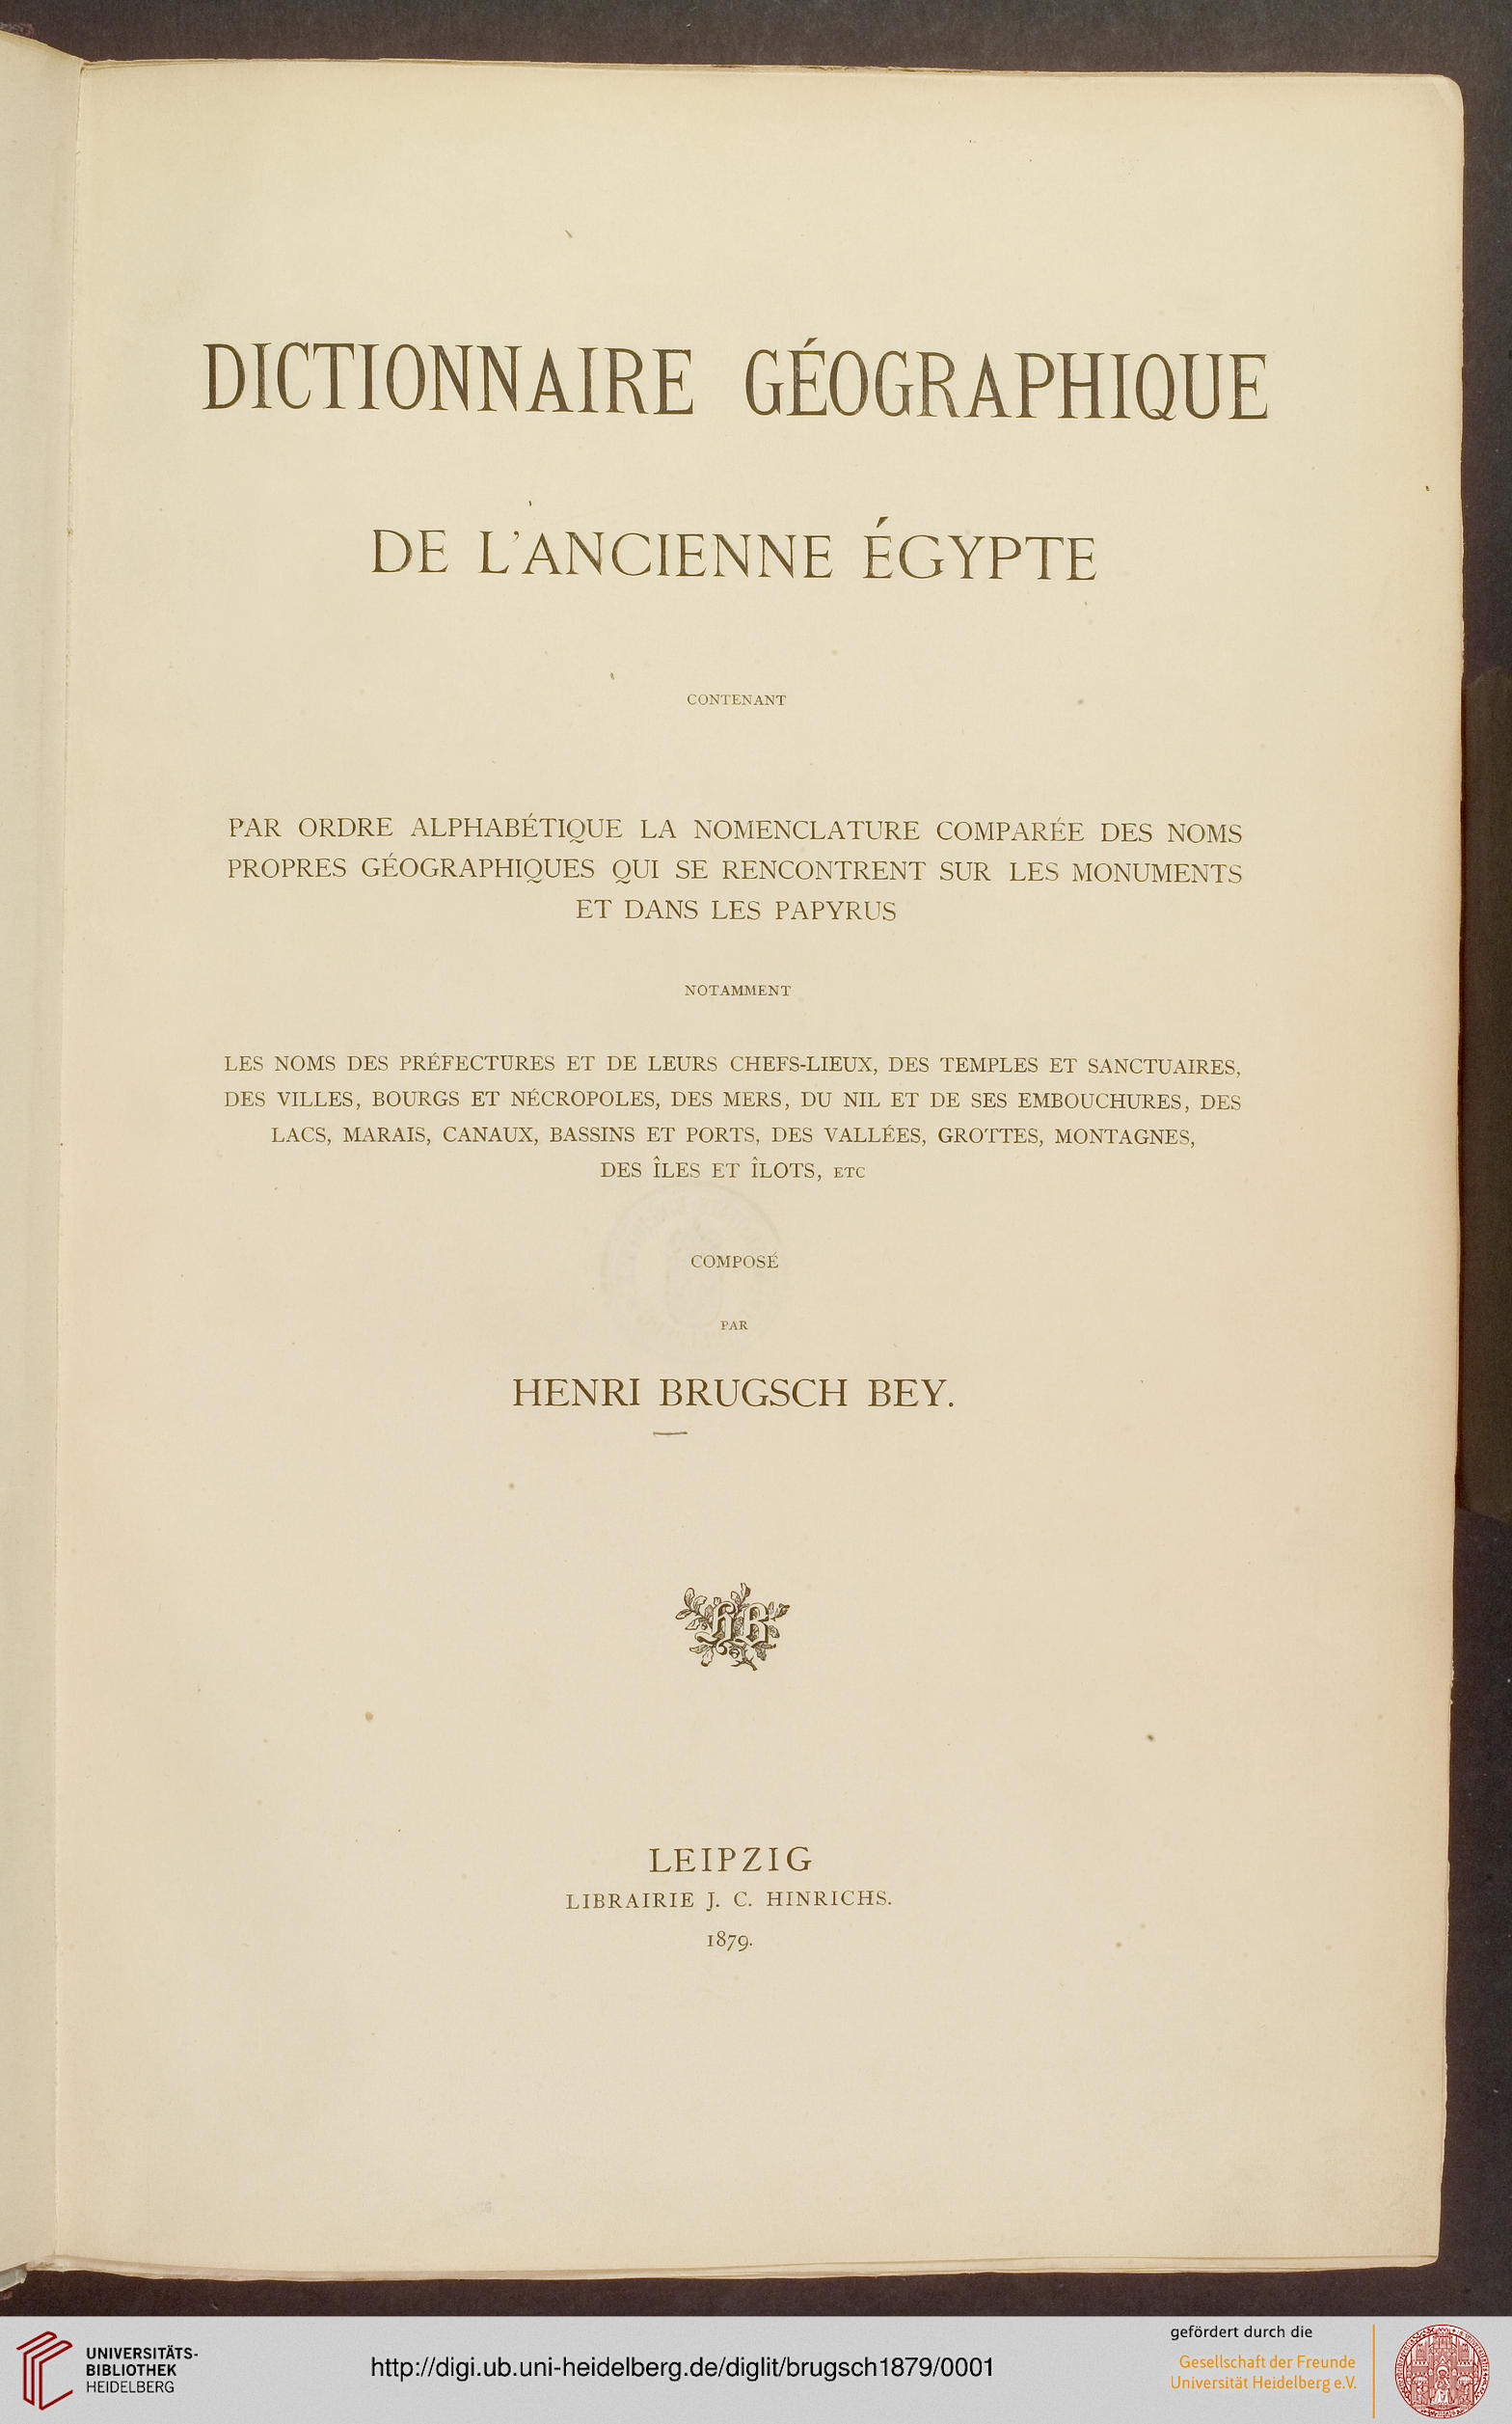 DICTIONNAIRE GÉOGRAPHIQUE
DE L'ANCIENNE ÉGYPTE
CONTENANT
PAR ORDRE ALPHABÉTIQUE LA NOMENCLATURE COMPARÉE DES NOMS
PROPRES GÉOGRAPHIQUES QUI SE RENCONTRENT SUR LES MONUMENTS
ET DANS LES PAPYRUS
NOTAMMENT
LES NOMS DES PRÉFECTURES ET DE LEURS CHEFS-LIEUX, DES TEMPLES ET SANCTUAIRES,
DES VILLES, BOURGS ET NÉCROPOLES, DES MERS, DU NIL ET DE SES EMBOUCHURES, DES
LACS, MARAIS, CANAUX, BASSINS ET PORTS, DES VALLÉES, GROTTES, MONTAGNES,
DES ÎLES ET ÎLOTS, ETC
COMPOSÉ
PAR
HENRI BRUGSCH BEY.
HB
LEIPZIG
LIBRAIRIE J. C. HINRICHS.
1879.
UNIVERSITÄTS-
BIBLIOTHEK
HEIDELBERG
http://digi.ub.uni-heidelberg.de/diglit/brugsch1879/0001
gefördert durch die
Gesellschaft der Freunde
Universität Heidelberg e.V.